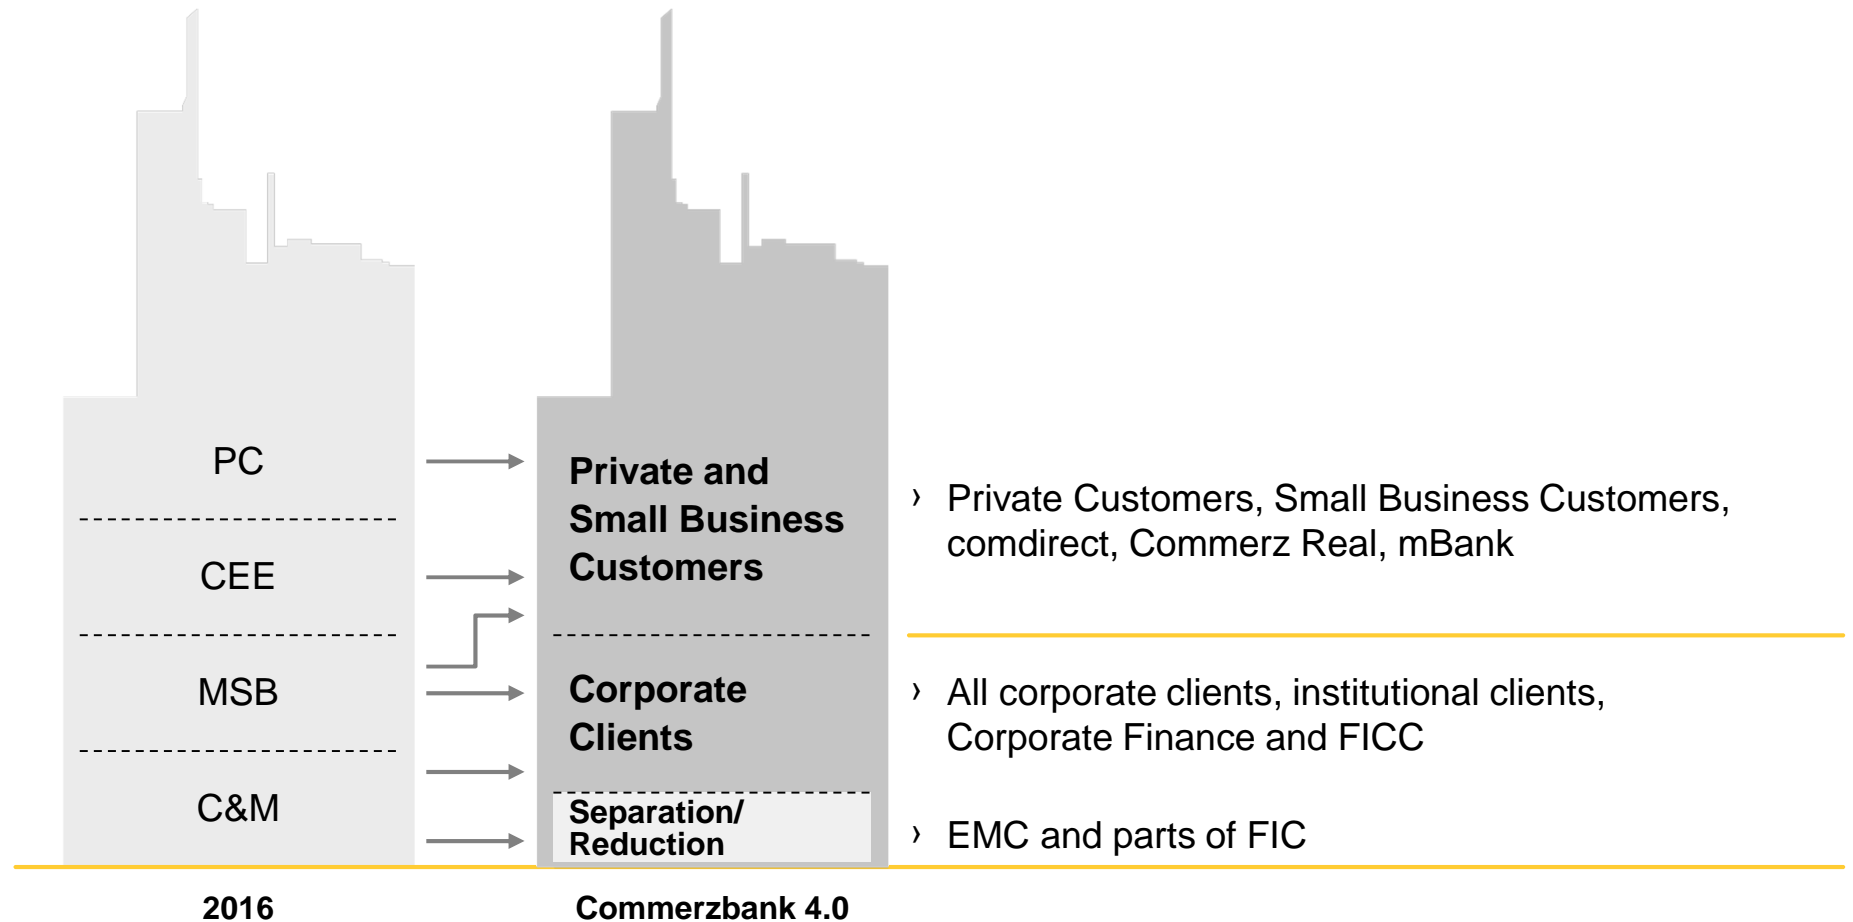 PC
CEE
MSB
C&M
2016
Private and
Small Business
Customers
Corporate
Clients
Separation/
Reduction
Commerzbank 4.0
› Private Customers, Small Business Customers,
comdirect, Commerz Real, mBank
› All corporate clients, institutional clients,
Corporate Finance and FICC
› EMC and parts of FIC